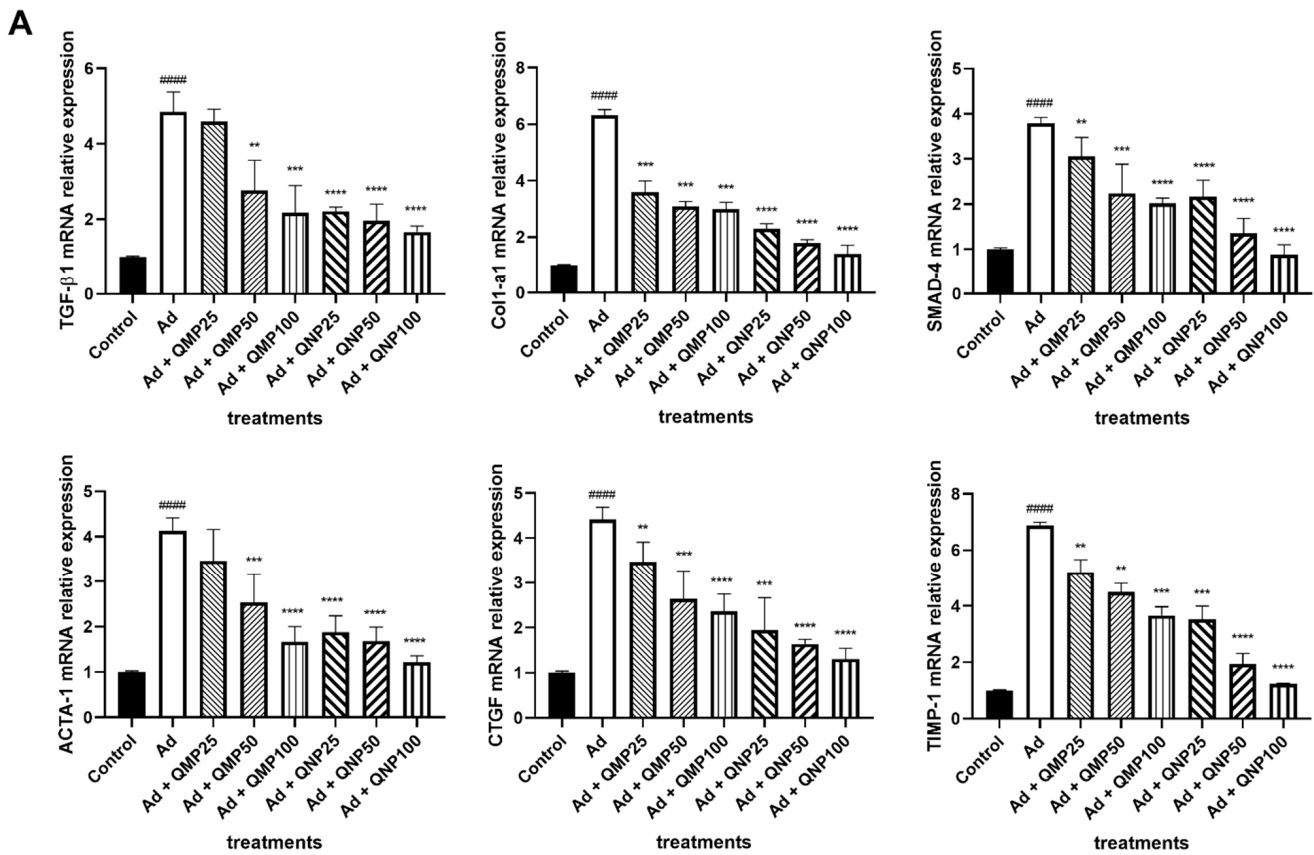 A
TGF-β1 mRNA relative expression
6
4
2
0
####
**
***
****
****
****
Control
Ad
Ad + QMP25
Ad + QMP50
Ad + QMP100
Ad + QNP25
Ad + QNP50
Ad + QNP100
treatments
Col1-a1 mRNA relative expression
8
6
4
2
0
####
***
***
***
****
****
****
Control
Ad
Ad + QMP25
Ad + QMP50
Ad + QMP100
Ad + QNP25
Ad + QNP50
Ad + QNP100
treatments
SMAD-4 mRNA relative expression
5
4
3
2
1
0
####
**
***
****
****
****
****
Control
Ad
Ad + QMP25
Ad + QMP50
Ad + QMP100
Ad + QNP25
Ad + QNP50
Ad + QNP100
treatments
ACTA-1 mRNA relative expression
5
4
3
2
1
0
####
***
****
****
****
****
Control
Ad
Ad + QMP25
Ad + QMP50
Ad + QMP100
Ad + QNP25
Ad + QNP50
Ad + QNP100
treatments
CTGF mRNA relative expression
5
4
3
2
1
0
####
**
***
****
***
****
****
Control
Ad
Ad + QMP25
Ad + QMP50
Ad + QMP100
Ad + QNP25
Ad + QNP50
Ad + QNP100
treatments
TIMP-1 mRNA relative expression
8
6
4
2
0
####
**
**
***
***
****
****
Control
Ad
Ad + QMP25
Ad + QMP50
Ad + QMP100
Ad + QNP25
Ad + QNP50
Ad + QNP100
treatments